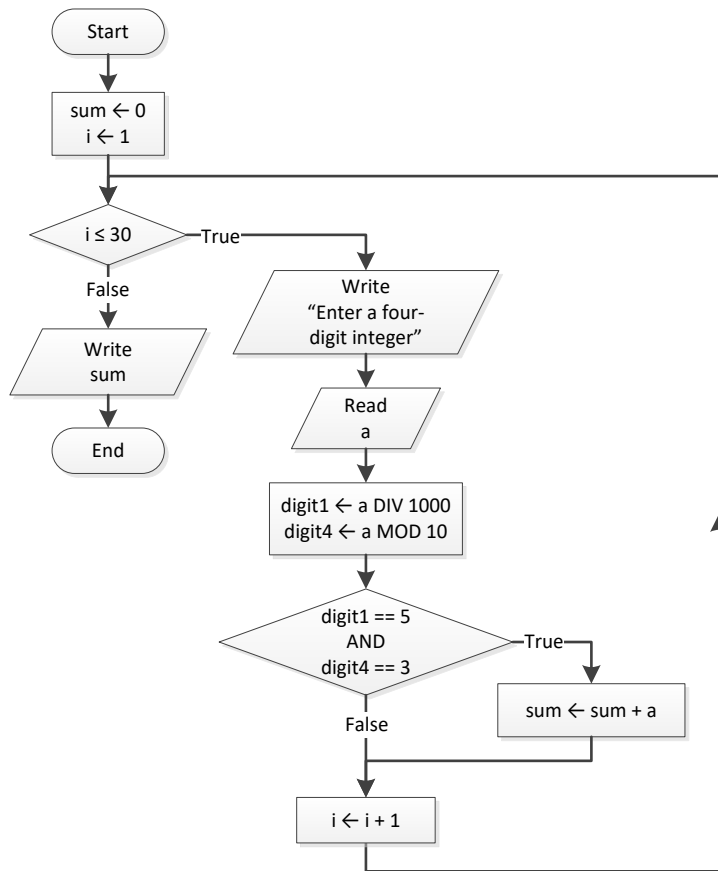 Start
sum ← 0
i ← 1
i ≤ 30
True
False
Write
sum
End
Write
“Enter a four-
digit integer”
Read
a
digit1 ← a DIV 1000
digit4 ← a MOD 10
digit1 == 5
AND
digit4 == 3
True
sum ← sum + a
False
i ← i + 1